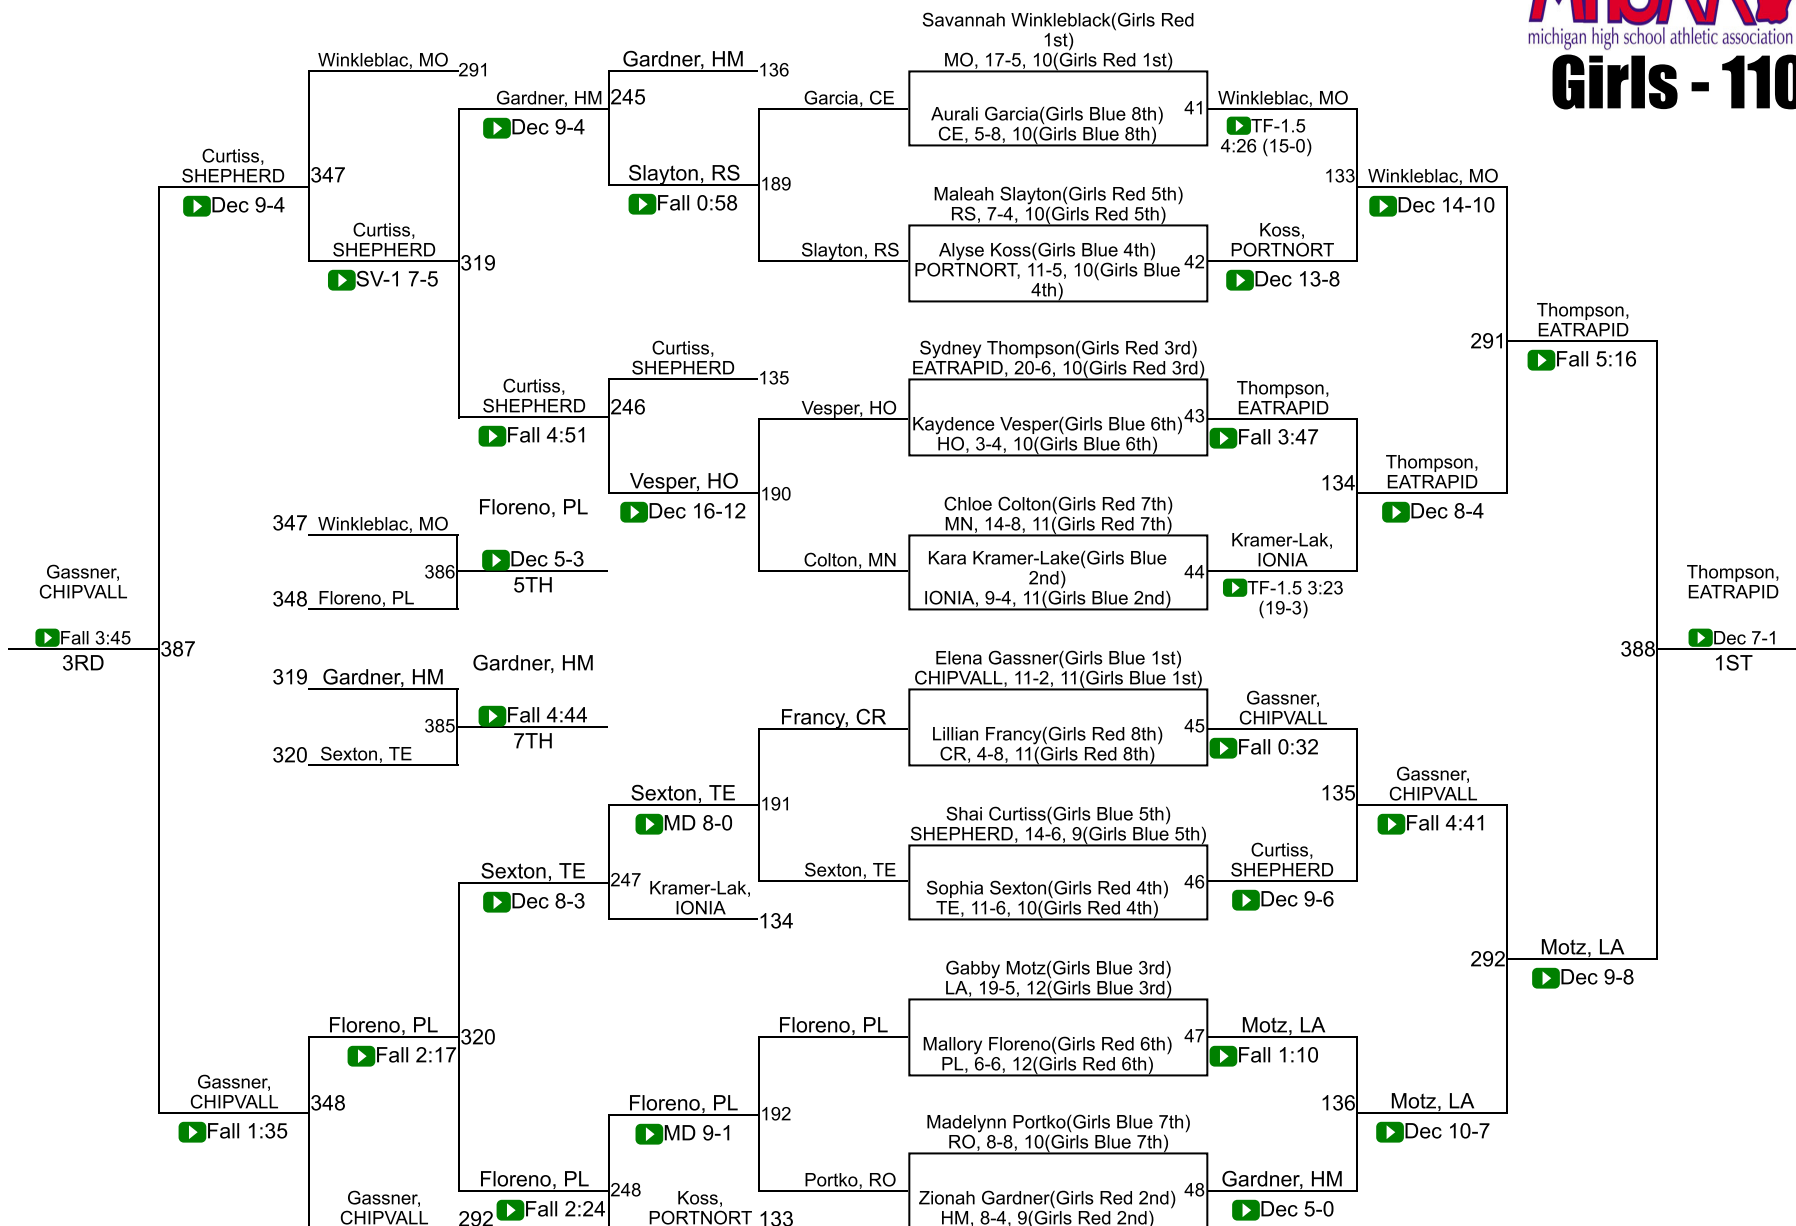 michigan high school athletic association
Girls - 110
Savannah Winkleblack(Girls Red
1st)
MO, 17-5, 10(Girls Red 1st)
Winkleblac, MO
291
Gardner, HM
136
Gardner, HM
245
Dec 9-4
Garcia, CE
Aurali Garcia(Girls Blue 8th)
CE, 5-8, 10(Girls Blue 8th)
41
Winkleblac, MO
TF-1.5
4:26 (15-0)
Curtiss,
SHEPHERD
347
Dec 9-4
Slayton, RS
189
Fall 0:58
Maleah Slayton(Girls Red 5th)
RS, 7-4, 10(Girls Red 5th)
133
Winkleblac, MO
Dec 14-10
Curtiss,
SHEPHERD
319
SV-1 7-5
Slayton, RS
Alyse Koss(Girls Blue 4th)
PORTNORT, 11-5, 10(Girls Blue
4th)
42
Koss,
PORTNORT
Dec 13-8
Thompson,
EATRAPID
291
Fall 5:16
Curtiss,
SHEPHERD
135
Sydney Thompson(Girls Red 3rd)
EATRAPID, 20-6, 10(Girls Red 3rd)
Curtiss,
SHEPHERD
246
Fall 4:51
Vesper, HO
Kaydence Vesper(Girls Blue 6th)
HO, 3-4, 10(Girls Blue 6th)
43
Thompson,
EATRAPID
Fall 3:47
Vesper, HO
190
Dec 16-12
134
Thompson,
EATRAPID
Dec 8-4
347
Winkleblac, MO
Floreno, PL
386
Dec 5-3
5TH
348
Floreno, PL
Chloe Colton(Girls Red 7th)
MN, 14-8, 11(Girls Red 7th)
Colton, MN
Kara Kramer-Lake(Girls Blue
2nd)
IONIA, 9-4, 11(Girls Blue 2nd)
44
Kramer-Lak,
IONIA
TF-1.5 3:23
(19-3)
Gassner,
CHIPVALL
Fall 3:45
3RD
387
Thompson,
EATRAPID
388
Dec 7-1
1ST
319
Gardner, HM
Gardner, HM
385
Fall 4:44
7TH
320
Sexton, TE
Elena Gassner(Girls Blue 1st)
CHIPVALL, 11-2, 11(Girls Blue 1st)
Francy, CR
Lillian Francy(Girls Red 8th)
CR, 4-8, 11(Girls Red 8th)
45
Gassner,
CHIPVALL
Fall 0:32
Sexton, TE
191
MD 8-0
135
Gassner,
CHIPVALL
Fall 4:41
Shai Curtiss(Girls Blue 5th)
SHEPHERD, 14-6, 9(Girls Blue 5th)
Sexton, TE
247
Dec 8-3
Kramer-Lak,
IONIA
134
Sexton, TE
Sophia Sexton(Girls Red 4th)
TE, 11-6, 10(Girls Red 4th)
46
Curtiss,
SHEPHERD
Dec 9-6
292
Motz, LA
Dec 9-8
Gabby Motz(Girls Blue 3rd)
LA, 19-5, 12(Girls Blue 3rd)
Floreno, PL
320
Fall 2:17
Floreno, PL
Mallory Floreno(Girls Red 6th)
PL, 6-6, 12(Girls Red 6th)
47
Motz, LA
Fall 1:10
Gassner,
CHIPVALL
348
Fall 1:35
Floreno, PL
192
MD 9-1
136
Motz, LA
Dec 10-7
Madelynn Portko(Girls Blue 7th)
RO, 8-8, 10(Girls Blue 7th)
Floreno, PL
248
Fall 2:24
Portko, RO
Zionah Gardner(Girls Red 2nd)
HM, 8-4, 9(Girls Red 2nd)
48
Gardner, HM
Dec 5-0
Gassner,
CHIPVALL
292
Koss,
PORTNORT
133